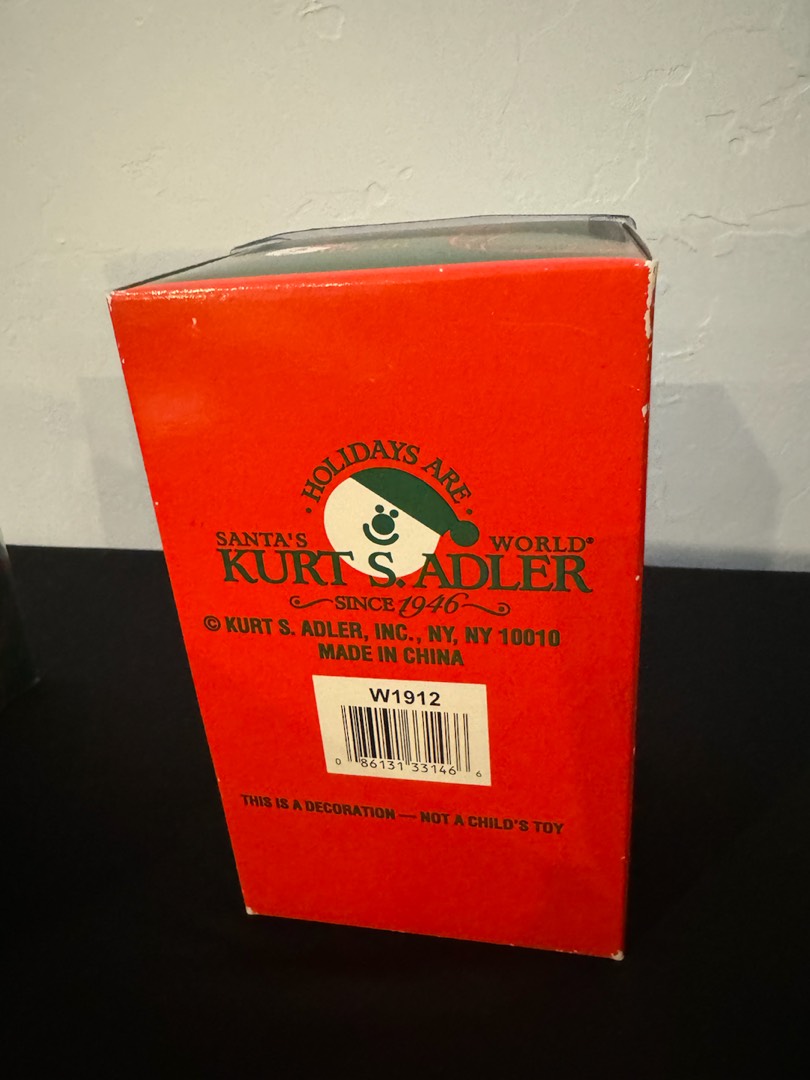 • HOLIDAYS ARE •
SANTA'S WORLD®
KURT S. ADLER
SINCE 1946
© KURT S. ADLER, INC., NY, NY 10010
MADE IN CHINA
W1912
0 86131 33146 6
THIS IS A DECORATION — NOT A CHILD'S TOY